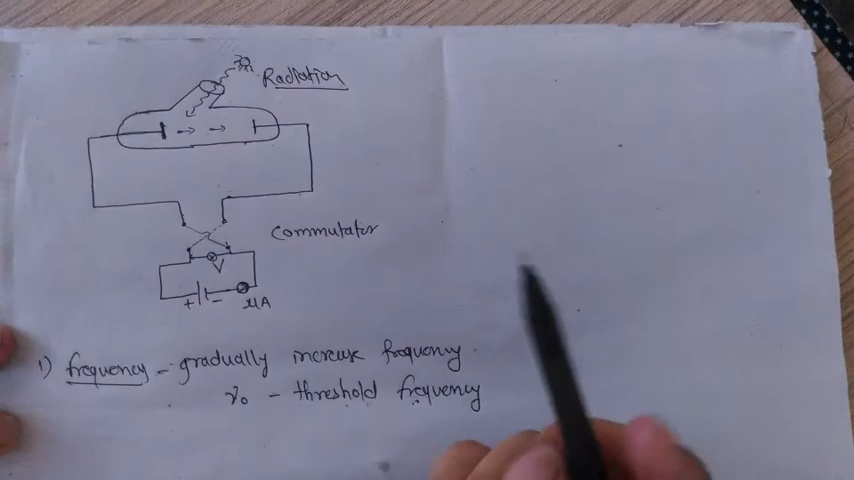 Radiation
Commutator
V
+ - μA
1) frequency - gradually increase frequency.
ν₀ - threshold frequency